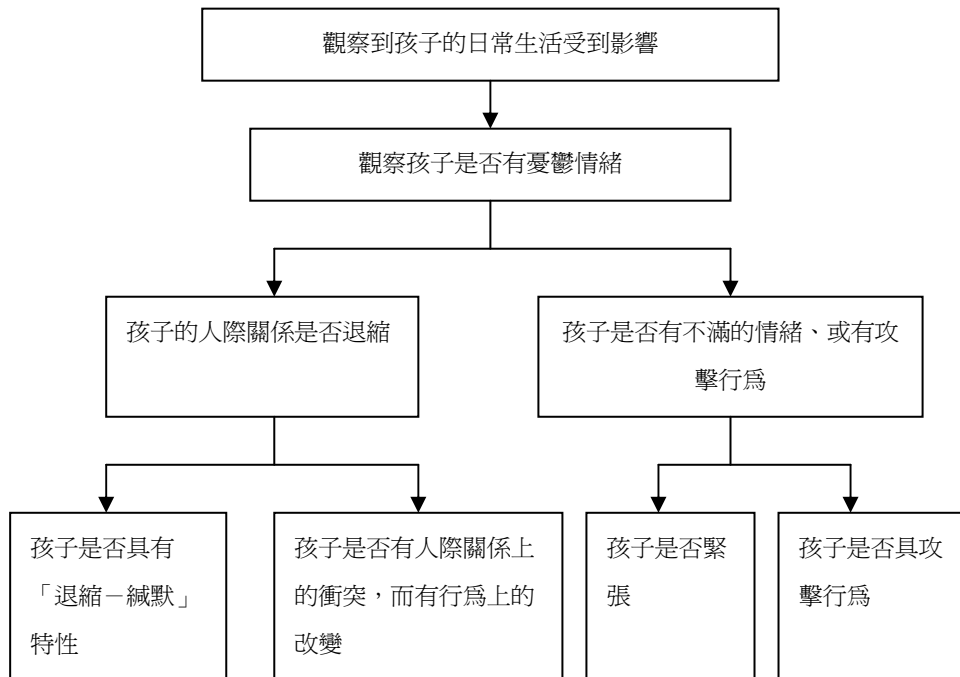 觀察到孩子的日常生活受到影響
觀察孩子是否有憂鬱情緒
孩子的人際關係是否退縮
孩子是否有不滿的情緒、或有攻
擊行為
孩子是否具有
「退縮－緘默」
特性
孩子是否有人際關係上
的衝突，而有行為上的
改變
孩子是否緊
張
孩子是否具攻
擊行為